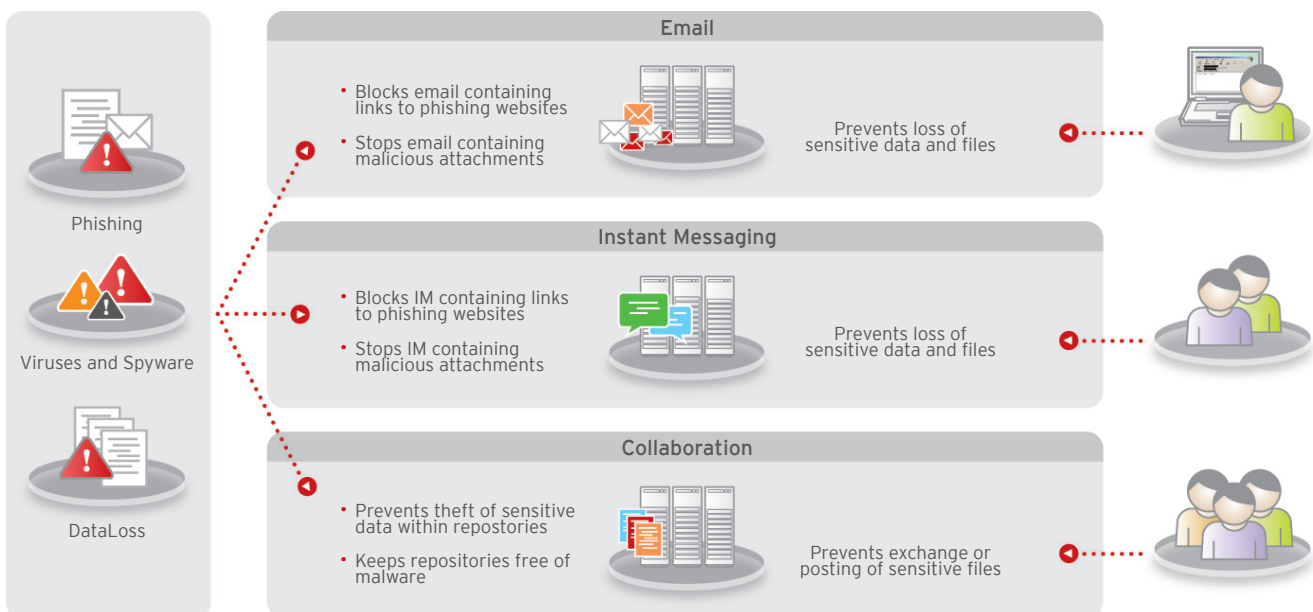 Phishing
Viruses and Spyware
DataLoss
Email
• Blocks email containing
links to phishing websites
• Stops email containing
malicious attachments
Prevents loss of
sensitive data and files
Instant Messaging
• Blocks IM containing links
to phishing websites
• Stops IM containing
malicious attachments
Prevents loss of
sensitive data and files
Collaboration
• Prevents theft of sensitive
data within repostories
• Keeps repositories free of
malware
Prevents exchange or
posting of sensitive files